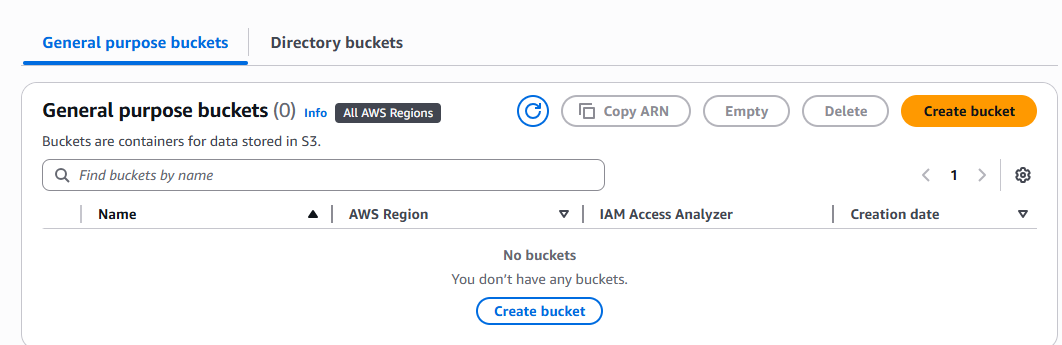 General purpose buckets
Directory buckets
General purpose buckets (0) Info All AWS Regions
Copy ARN
Empty
Delete
Create bucket
Buckets are containers for data stored in S3.
Find buckets by name
1
Name
AWS Region
IAM Access Analyzer
Creation date
No buckets
You don't have any buckets.
Create bucket